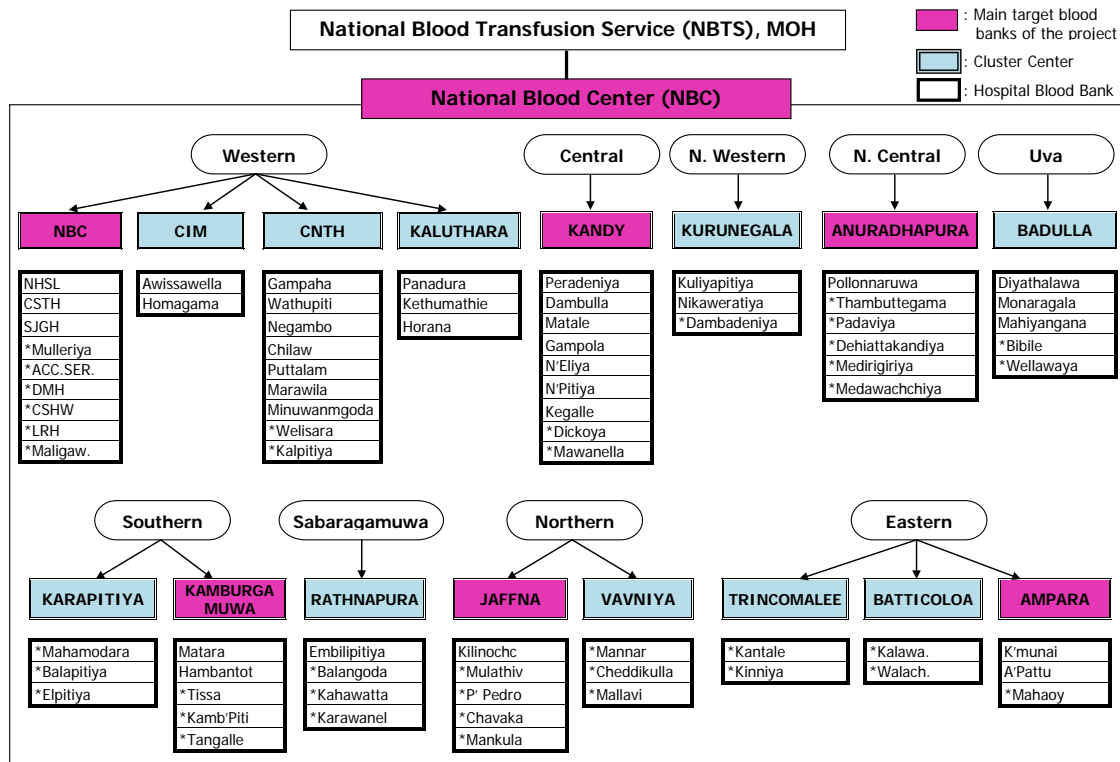 National Blood Transfusion Service (NBTS), MOH
: Main target blood
banks of the project
: Cluster Center
: Hospital Blood Bank
National Blood Center (NBC)
Western
Central
N. Western
N. Central
Uva
NBC
CIM
CNTH
KALUTHARA
KANDY
KURUNEGALA
ANURADHAPURA
BADULLA
NHSL
CSTH
SJGH
*Mulleriya
*ACC.SER.
*DMH
*CSHW
*LRH
*Maligaw.
Awissawella
Homagama
Gampaha
Wathupiti
Negambo
Chilaw
Puttalam
Marawila
Minuwanmgoda
*Welisara
*Kalpitiya
Panadura
Kethumathie
Horana
Peradeniya
Dambulla
Matale
Gampola
N'Eliya
N'Pitiya
Kegalle
*Dickoya
*Mawanella
Kuliyapitiya
Nikaweratiya
*Dambadeniya
Pollonnaruwa
*Thambuttegama
*Padaviya
*Dehiattakandiya
*Medirigiriya
*Medawachchiya
Diyathalawa
Monaragala
Mahiyangana
*Bibile
*Wellawaya
Southern
Sabaragamuwa
Northern
Eastern
KARAPITIYA
KAMBURGA
MUWA
RATHNAPURA
JAFFNA
VAVNIYA
TRINCOMALEE
BATTICOLOA
AMPARA
*Mahamodara
*Balapitiya
*Elpitiya
Matara
Hambantot
*Tissa
*Kamb'Piti
*Tangalle
Embilipitiya
*Balangoda
*Kahawatta
*Karawanel
Kilinochc
*Mulathiv
*P' Pedro
*Chavaka
*Mankula
*Mannar
*Cheddikulla
*Mallavi
*Kantale
*Kinniya
*Kalawa.
*Walach.
K'munai
A'Pattu
*Mahaoy